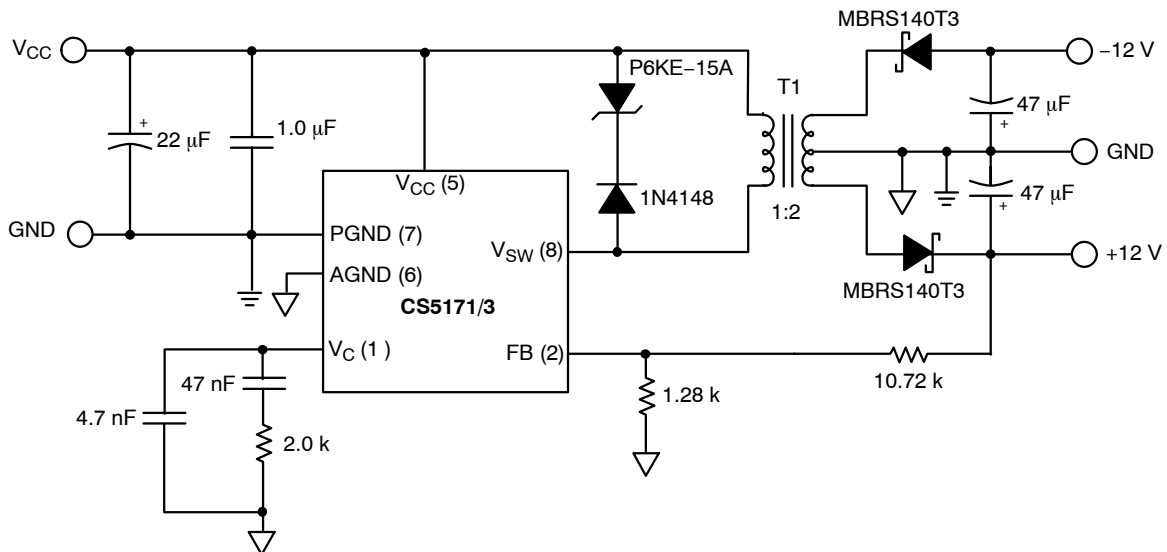 MBRS140T3
VCC
P6KE−15A
−12 V
T1
+
22 μF
1.0 μF
47 μF
+
GND
VCC (5)
1N4148
47 μF
+
1:2
GND
PGND (7)
VSW (8)
+12 V
AGND (6)
MBRS140T3
CS5171/3
VC (1 )
FB (2)
47 nF
10.72 k
1.28 k
4.7 nF
2.0 k